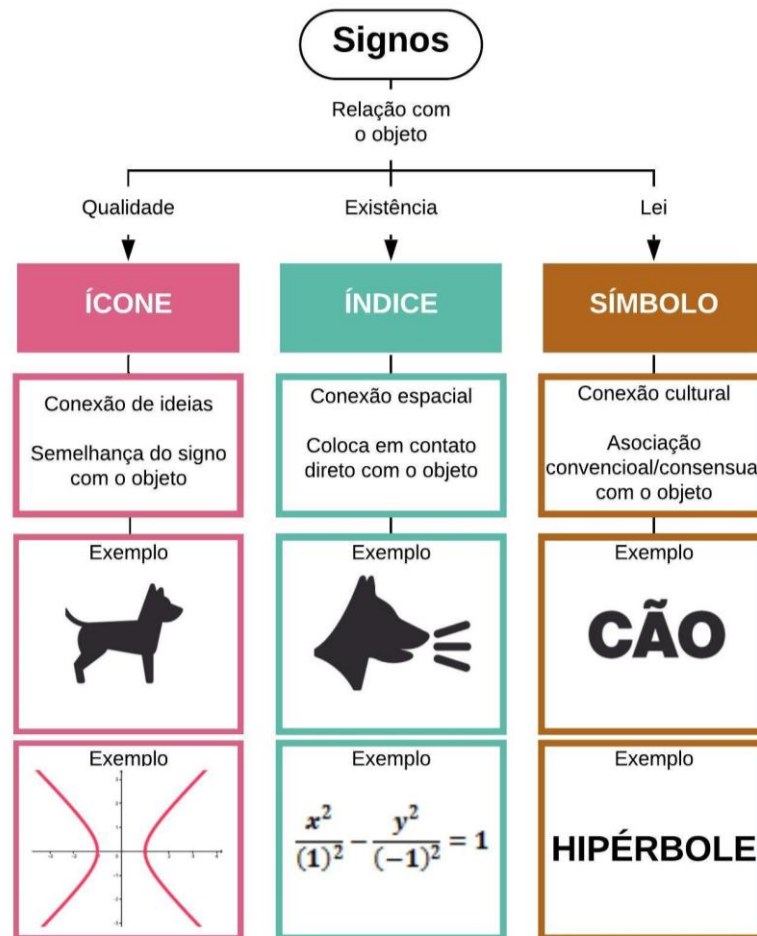 Signos
Relação com
o objeto
Qualidade
Existência
Lei
ÍCONE
ÍNDICE
SÍMBOLO
Conexão de ideias
Semelhança do signo
com o objeto
Conexão espacial
Coloca em contato
direto com o objeto
Conexão cultural
Asociação
convencioal/consensua
com o objeto
Exemplo
Exemplo
Exemplo
CÃO
Exemplo
Exemplo
x²/(1)² − y²/(−1)² = 1
Exemplo
HIPÉRBOLE